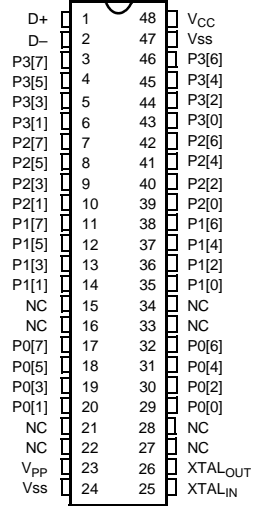 D+ 1 48 VCC
D– 2 47 Vss
P3[7] 3 46 P3[6]
P3[5] 4 45 P3[4]
P3[3] 5 44 P3[2]
P3[1] 6 43 P3[0]
P2[7] 7 42 P2[6]
P2[5] 8 41 P2[4]
P2[3] 9 40 P2[2]
P2[1] 10 39 P2[0]
P1[7] 11 38 P1[6]
P1[5] 12 37 P1[4]
P1[3] 13 36 P1[2]
P1[1] 14 35 P1[0]
NC 15 34 NC
NC 16 33 NC
P0[7] 17 32 P0[6]
P0[5] 18 31 P0[4]
P0[3] 19 30 P0[2]
P0[1] 20 29 P0[0]
NC 21 28 NC
NC 22 27 NC
VPP 23 26 XTALOUT
Vss 24 25 XTALIN